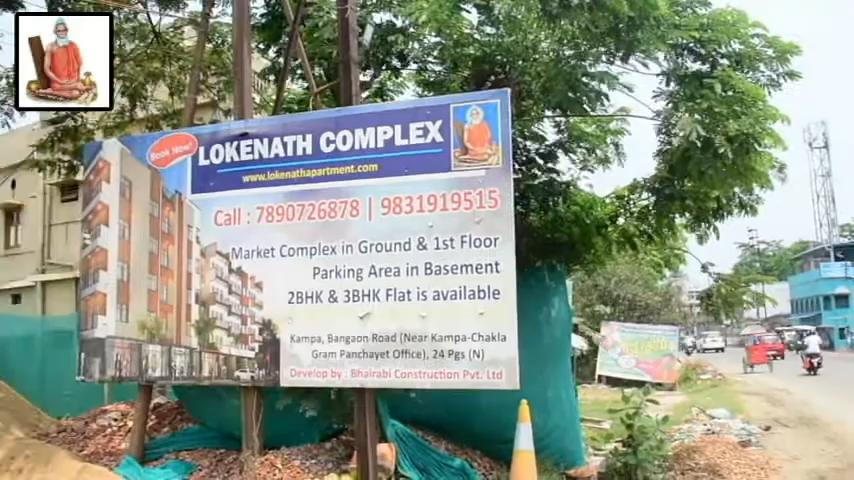 Book Now!
LOKENATH COMPLEX
www.lokenathapartment.com
Call : 7890726878 | 9831919515
Market Complex in Ground & 1st Floor
Parking Area in Basement
2BHK & 3BHK Flat is available
Kampa, Bangaon Road (Near Kampa-Chakla
GRAM Panchayet Office), 24 Pgs (N)
Develop by : Bhairabi Construction Pvt. Ltd